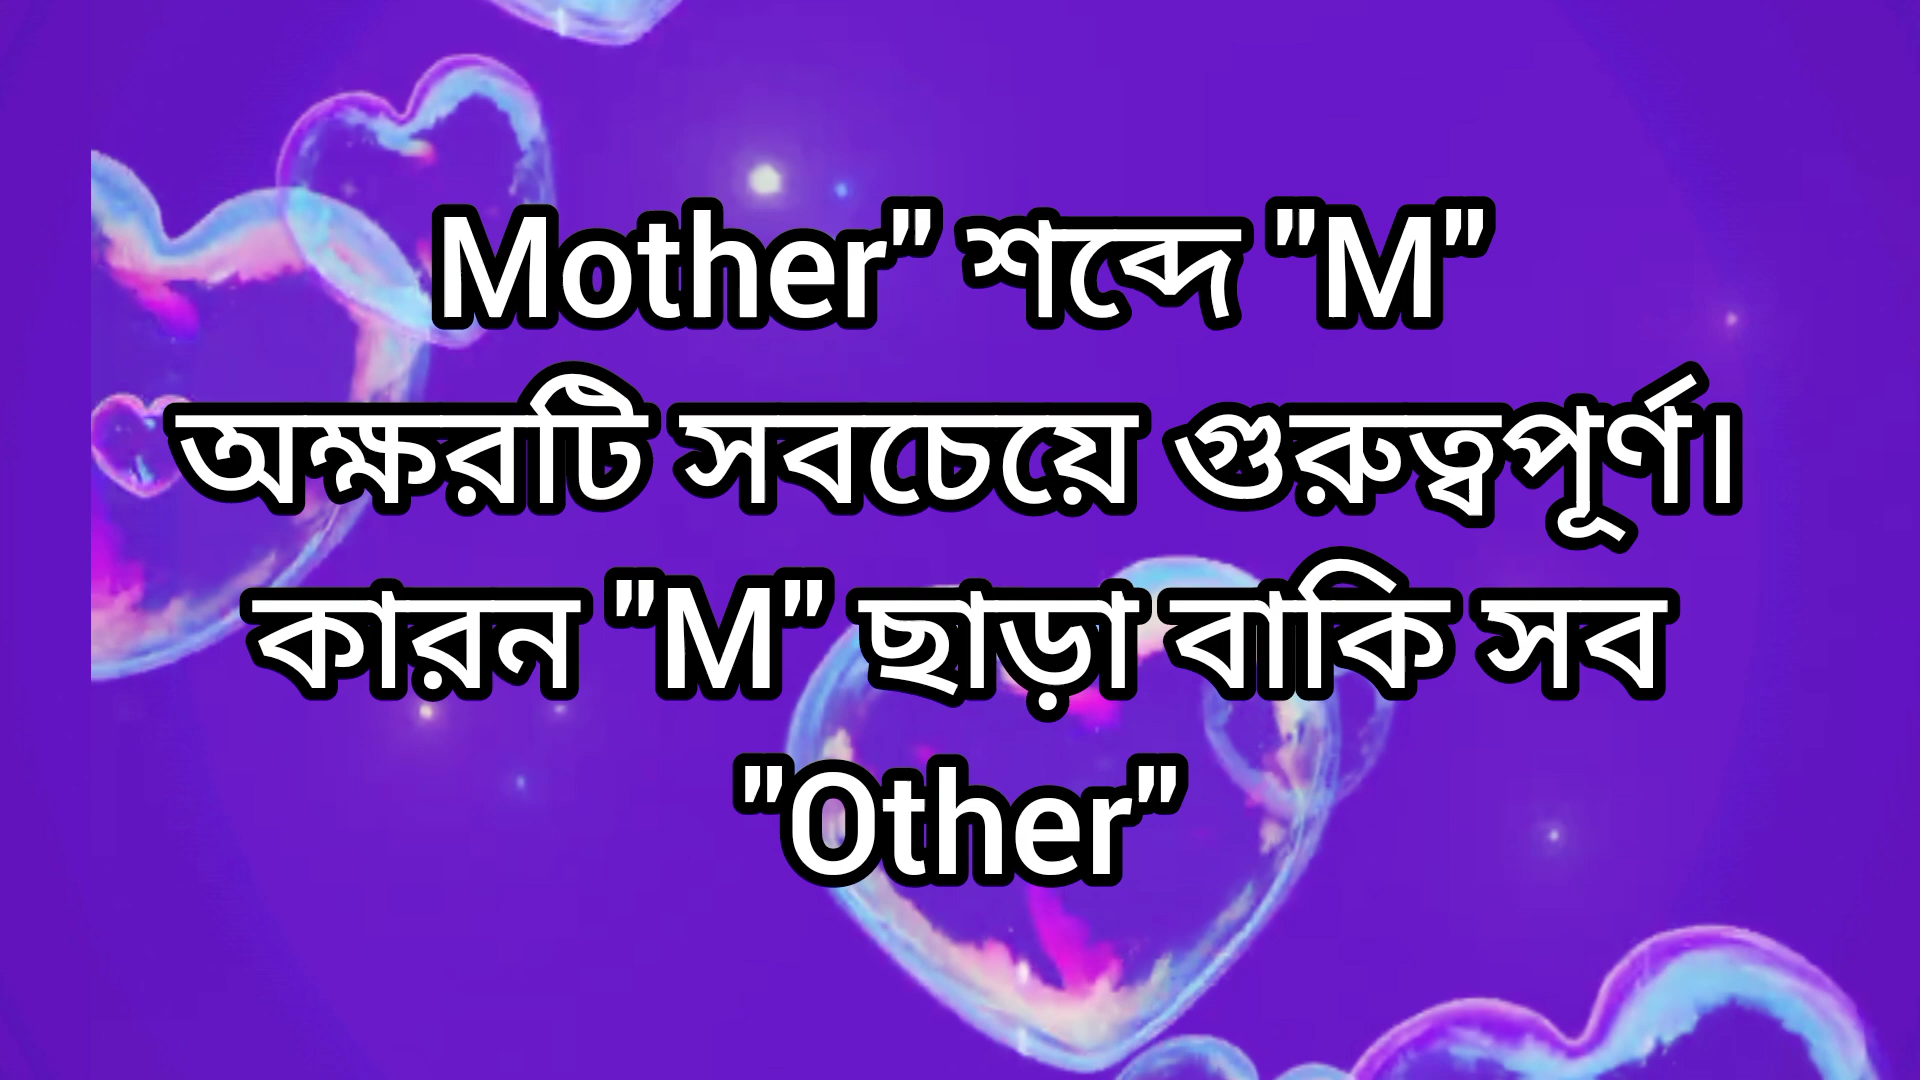 Mother" শব্দে "M"
অক্ষরটি সবচেয়ে গুরুত্বপূর্ণ।
কারন "M" ছাড়া বাকি সব
"Other"